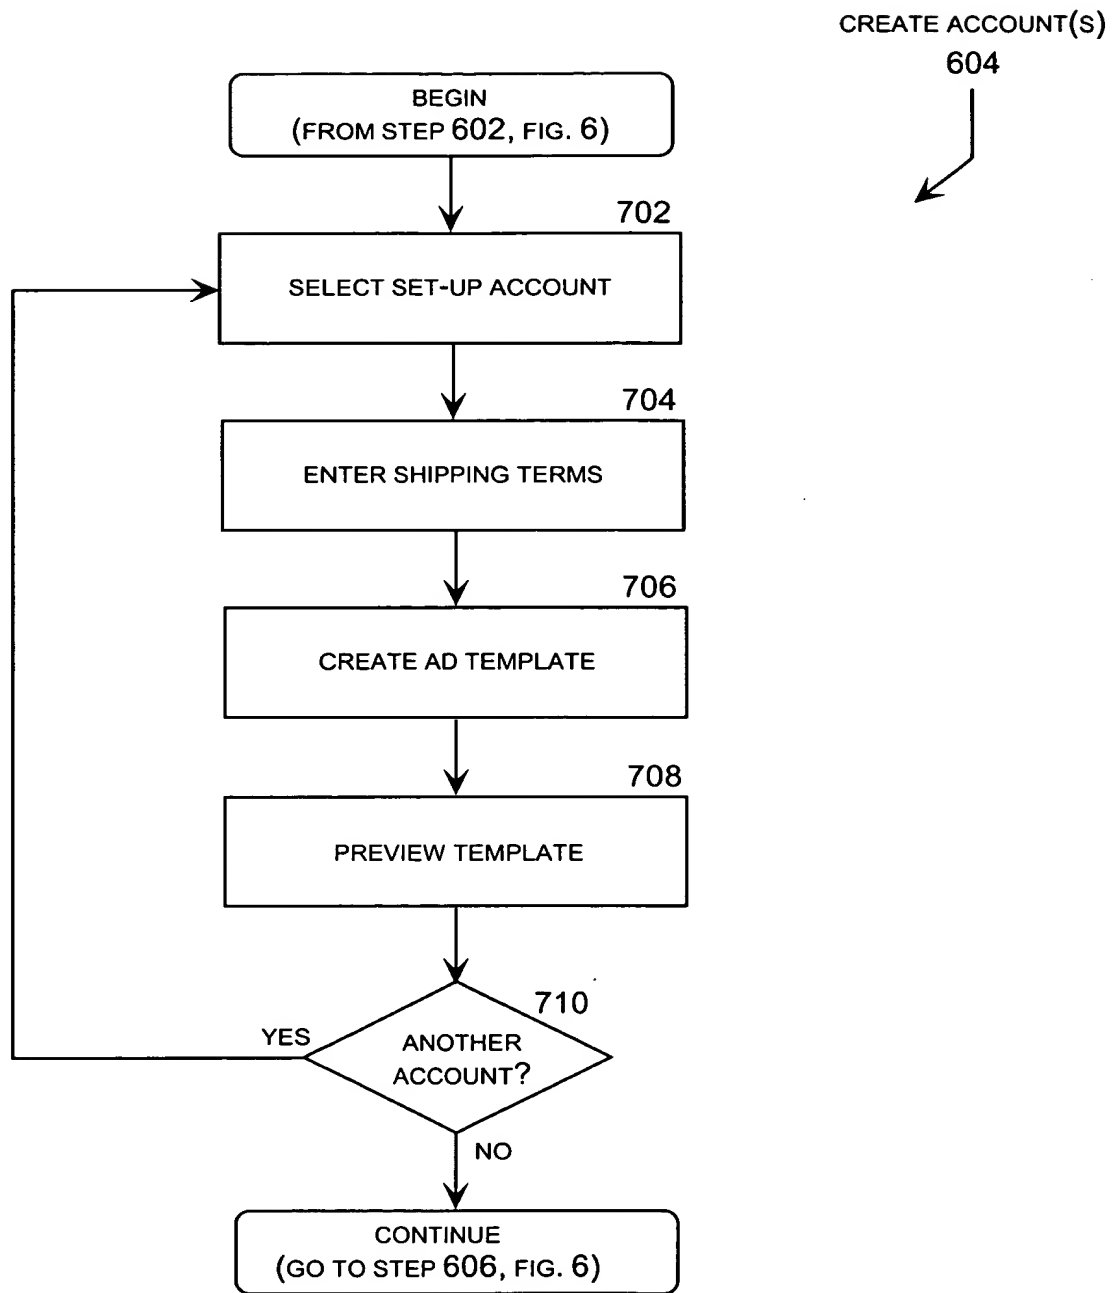 CREATE ACCOUNT(S)
604
BEGIN
(FROM STEP 602, FIG. 6)
702
SELECT SET-UP ACCOUNT
704
ENTER SHIPPING TERMS
706
CREATE AD TEMPLATE
708
PREVIEW TEMPLATE
710
YES
ANOTHER
ACCOUNT?
NO
CONTINUE
(GO TO STEP 606, FIG. 6)